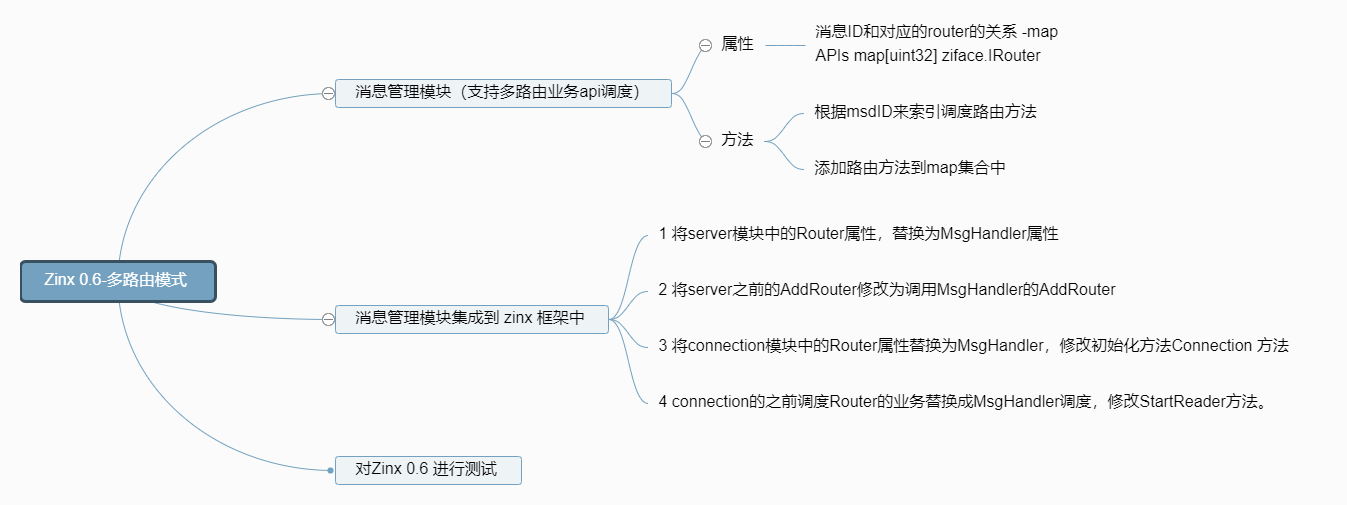 Zinx 0.6-多路由模式
消息管理模块（支持多路由业务api调度）
属性
消息ID和对应的router的关系 -map
APIs map[uint32] ziface.IRouter
方法
根据msdID来索引调度路由方法
添加路由方法到map集合中
消息管理模块集成到 zinx 框架中
1 将server模块中的Router属性，替换为MsgHandler属性
2 将server之前的AddRouter修改为调用MsgHandler的AddRouter
3 将connection模块中的Router属性替换为MsgHandler，修改初始化方法Connection 方法
4 connection的之前调度Router的业务替换成MsgHandler调度，修改StartReader方法。
对Zinx 0.6 进行测试